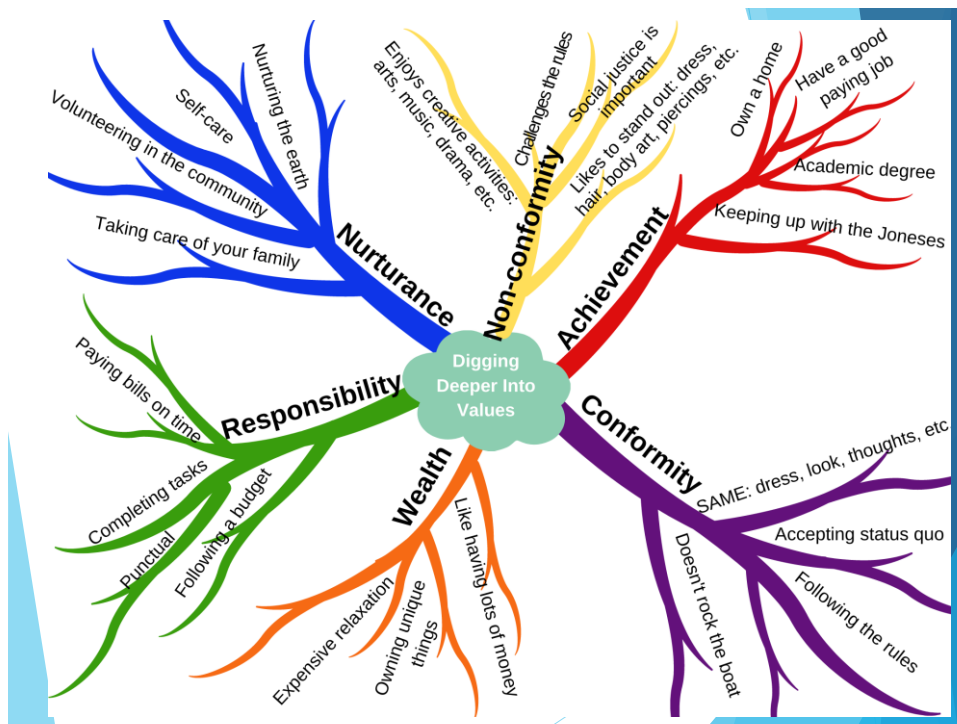 Digging
Deeper Into
Values
Nurturance
Nurturing the earth
Self-care
Volunteering in the community
Taking care of your family
Non-conformity
Enjoys creative activities:
arts, music, drama, etc.
Challenges the rules
Social justice is
important
Likes to stand out: dress,
hair, body art, piercings, etc.
Achievement
Own a home
Have a good
paying job
Academic degree
Keeping up with the Joneses
Conformity
SAME: dress, look, thoughts, etc
Accepting status quo
Following the rules
Doesn't rock the boat
Wealth
Like having lots of money
Owning unique
things
Expensive relaxation
Responsibility
Paying bills on time
Completing tasks
Punctual
Following a budget